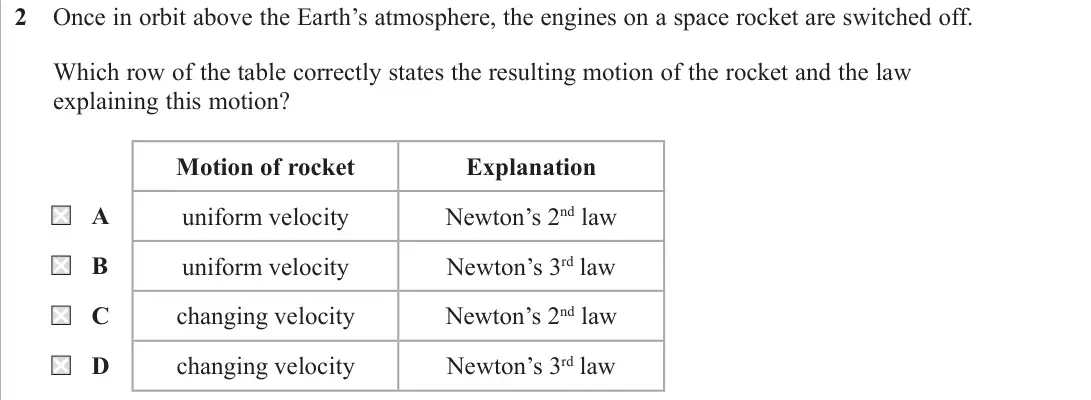 2 Once in orbit above the Earth’s atmosphere, the engines on a space rocket are switched off.
Which row of the table correctly states the resulting motion of the rocket and the law
explaining this motion?
Motion of rocket Explanation
A uniform velocity Newton’s 2nd law
B uniform velocity Newton’s 3rd law
C changing velocity Newton’s 2nd law
D changing velocity Newton’s 3rd law